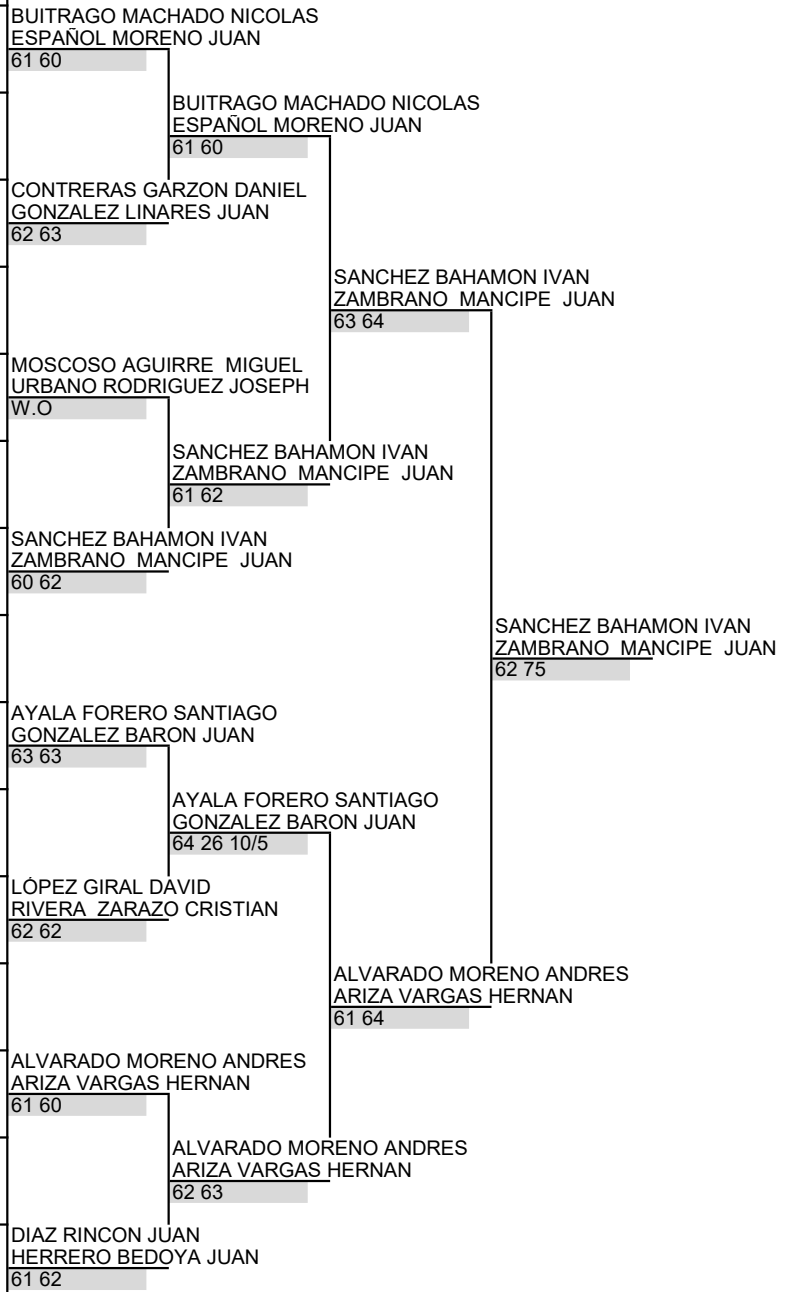 BUITRAGO MACHADO NICOLAS
ESPAÑOL MORENO JUAN
61 60
BUITRAGO MACHADO NICOLAS
ESPAÑOL MORENO JUAN
61 60
CONTRERAS GARZON DANIEL
GONZALEZ LINARES JUAN
62 63
SANCHEZ BAHAMON IVAN
ZAMBRANO  MANCIPE  JUAN
63 64
MOSCOSO AGUIRRE  MIGUEL
URBANO RODRIGUEZ JOSEPH
W.O
SANCHEZ BAHAMON IVAN
ZAMBRANO  MANCIPE  JUAN
61 62
SANCHEZ BAHAMON IVAN
ZAMBRANO  MANCIPE  JUAN
60 62
SANCHEZ BAHAMON IVAN
ZAMBRANO  MANCIPE  JUAN
62 75
AYALA FORERO SANTIAGO
GONZALEZ BARON JUAN
63 63
AYALA FORERO SANTIAGO
GONZALEZ BARON JUAN
64 26 10/5
LÓPEZ GIRAL DAVID
RIVERA  ZARAZO CRISTIAN
62 62
ALVARADO MORENO ANDRES
ARIZA VARGAS HERNAN
61 64
ALVARADO MORENO ANDRES
ARIZA VARGAS HERNAN
61 60
ALVARADO MORENO ANDRES
ARIZA VARGAS HERNAN
62 63
DIAZ RINCON JUAN
HERRERO BEDOYA JUAN
61 62